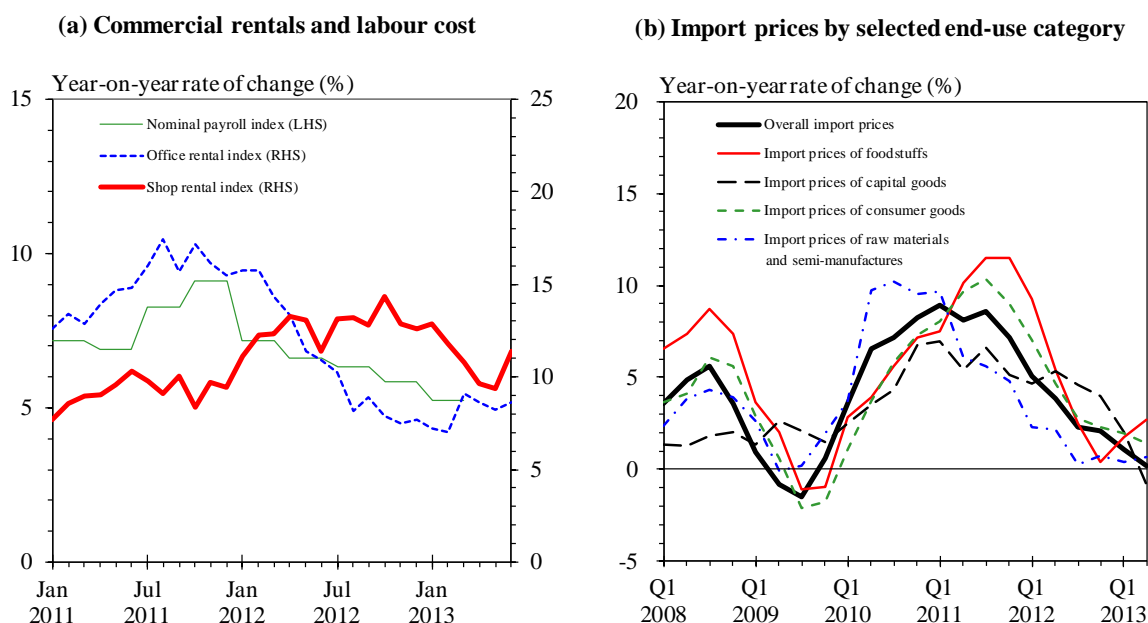 (a) Commercial rentals and labour cost
Year-on-year rate of change (%)
15
10
5
0
25
20
15
10
5
0
Nominal payroll index (LHS)
Office rental index (RHS)
Shop rental index (RHS)
Jan 2011
Jul 2011
Jan 2012
Jul 2012
Jan 2013
(b) Import prices by selected end-use category
Year-on-year rate of change (%)
20
15
10
5
0
-5
Overall import prices
Import prices of foodstuffs
Import prices of capital goods
Import prices of consumer goods
Import prices of raw materials
and semi-manufactures
Q1 2008
Q1 2009
Q1 2010
Q1 2011
Q1 2012
Q1 2013